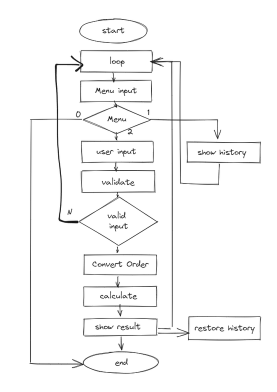 start
loop
Menu input
0
Menu
1
2
user input
show history
validate
N
valid
input
Convert Order
calculate
show result
restore history
end